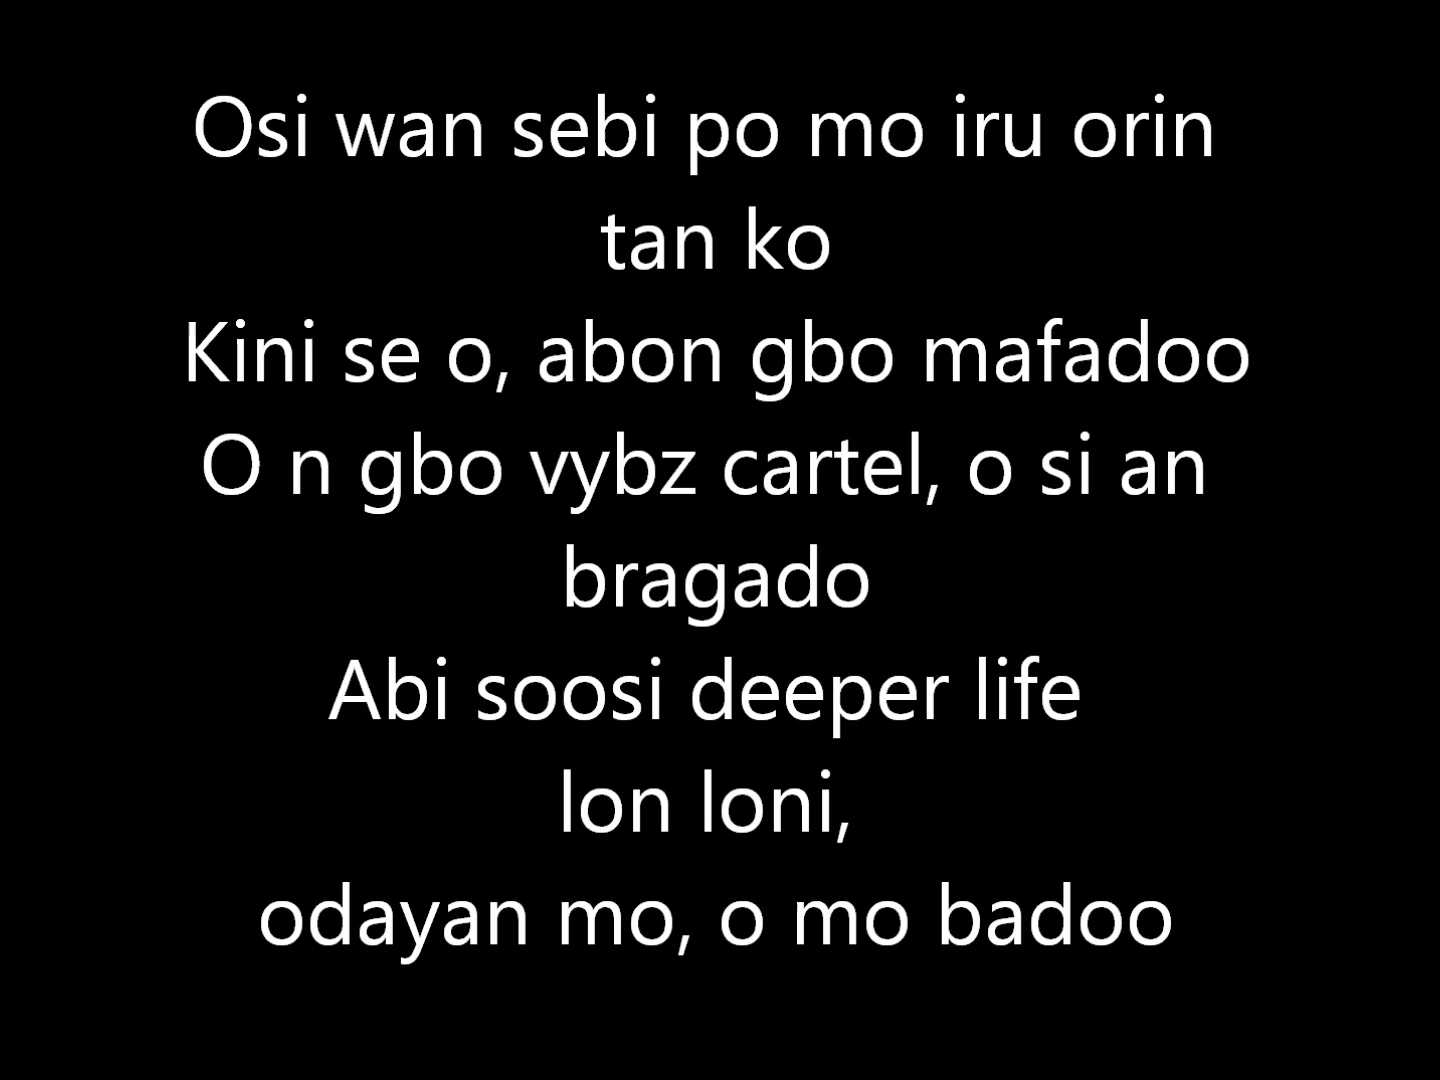 Osi wan sebi po mo iru orin
tan ko
Kini se o, abon gbo mafadoo
O n gbo vybz cartel, o si an
bragado
Abi soosi deeper life
lon loni,
odayan mo, o mo badoo